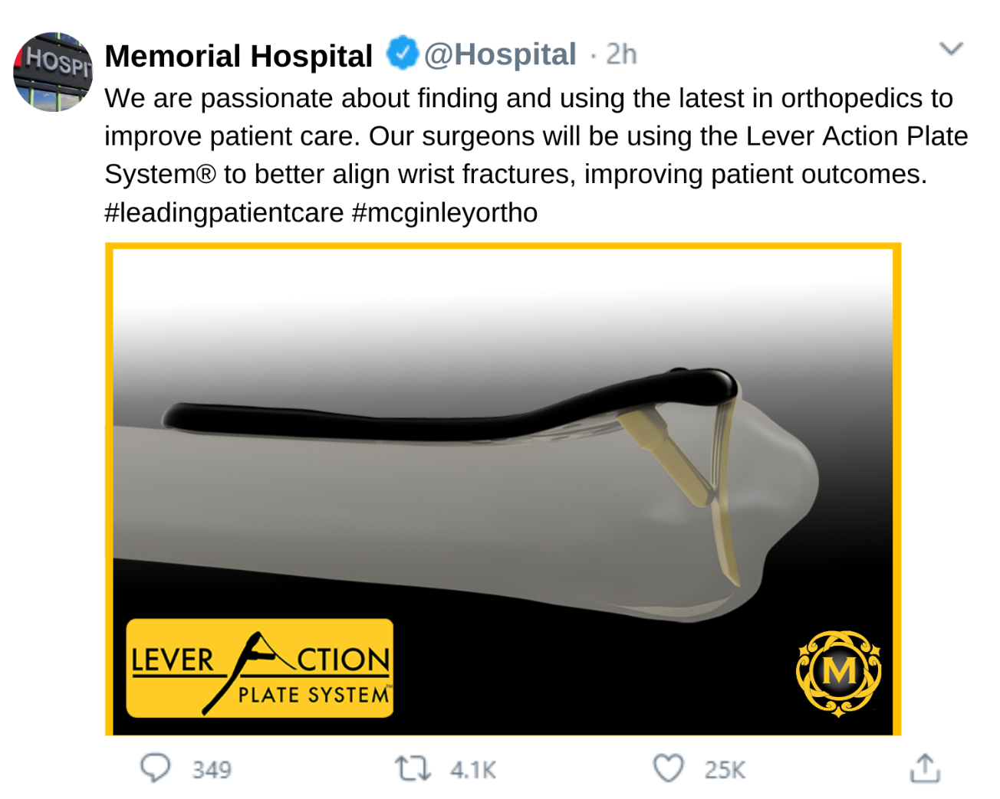 HOSPI
Memorial Hospital @Hospital · 2h
We are passionate about finding and using the latest in orthopedics to
improve patient care. Our surgeons will be using the Lever Action Plate
System® to better align wrist fractures, improving patient outcomes.
#leadingpatientcare #mcginleyortho
LEVER ACTION
PLATE SYSTEM™
M
349 4.1K 25K